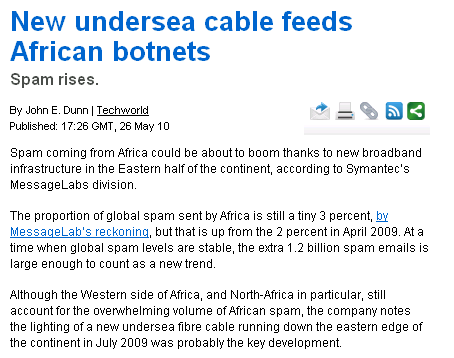 New undersea cable feeds
African botnets
Spam rises.
By John E. Dunn | Techworld
Published: 17:26 GMT, 26 May 10
Spam coming from Africa could be about to boom thanks to new broadband
infrastructure in the Eastern half of the continent, according to Symantec's
MessageLabs division.
The proportion of global spam sent by Africa is still a tiny 3 percent, by
MessageLab's reckoning, but that is up from the 2 percent in April 2009. At a
time when global spam levels are stable, the extra 1.2 billion spam emails is
large enough to count as a new trend.
Although the Western side of Africa, and North-Africa in particular, still
account for the overwhelming volume of African spam, the company notes
the lighting of a new undersea fibre cable running down the eastern edge of
the continent in July 2009 was probably the key development.